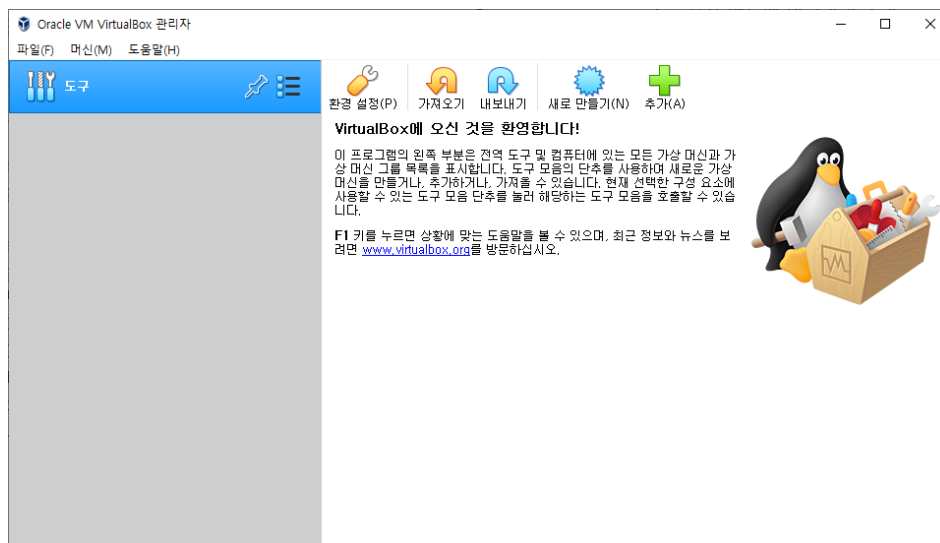 Oracle VM VirtualBox 관리자
파일(F) 머신(M) 도움말(H)
도구
환경 설정(P) 가져오기 내보내기 새로 만들기(N) 추가(A)
VirtualBox에 오신 것을 환영합니다!
이 프로그램의 왼쪽 부분은 전역 도구 및 컴퓨터에 있는 모든 가상 머신과 가
상 머신 그룹 목록을 표시합니다. 도구 모음의 단추를 사용하여 새로운 가상
머신을 만들거나, 추가하거나, 가져올 수 있습니다. 현재 선택한 구성 요소에
사용할 수 있는 도구 모음 단추를 눌러 해당하는 도구 모음을 호출할 수 있습
니다.
F1 키를 누르면 상황에 맞는 도움말을 볼 수 있으며, 최근 정보와 뉴스를 보
려면 www.virtualbox.org를 방문하십시오.